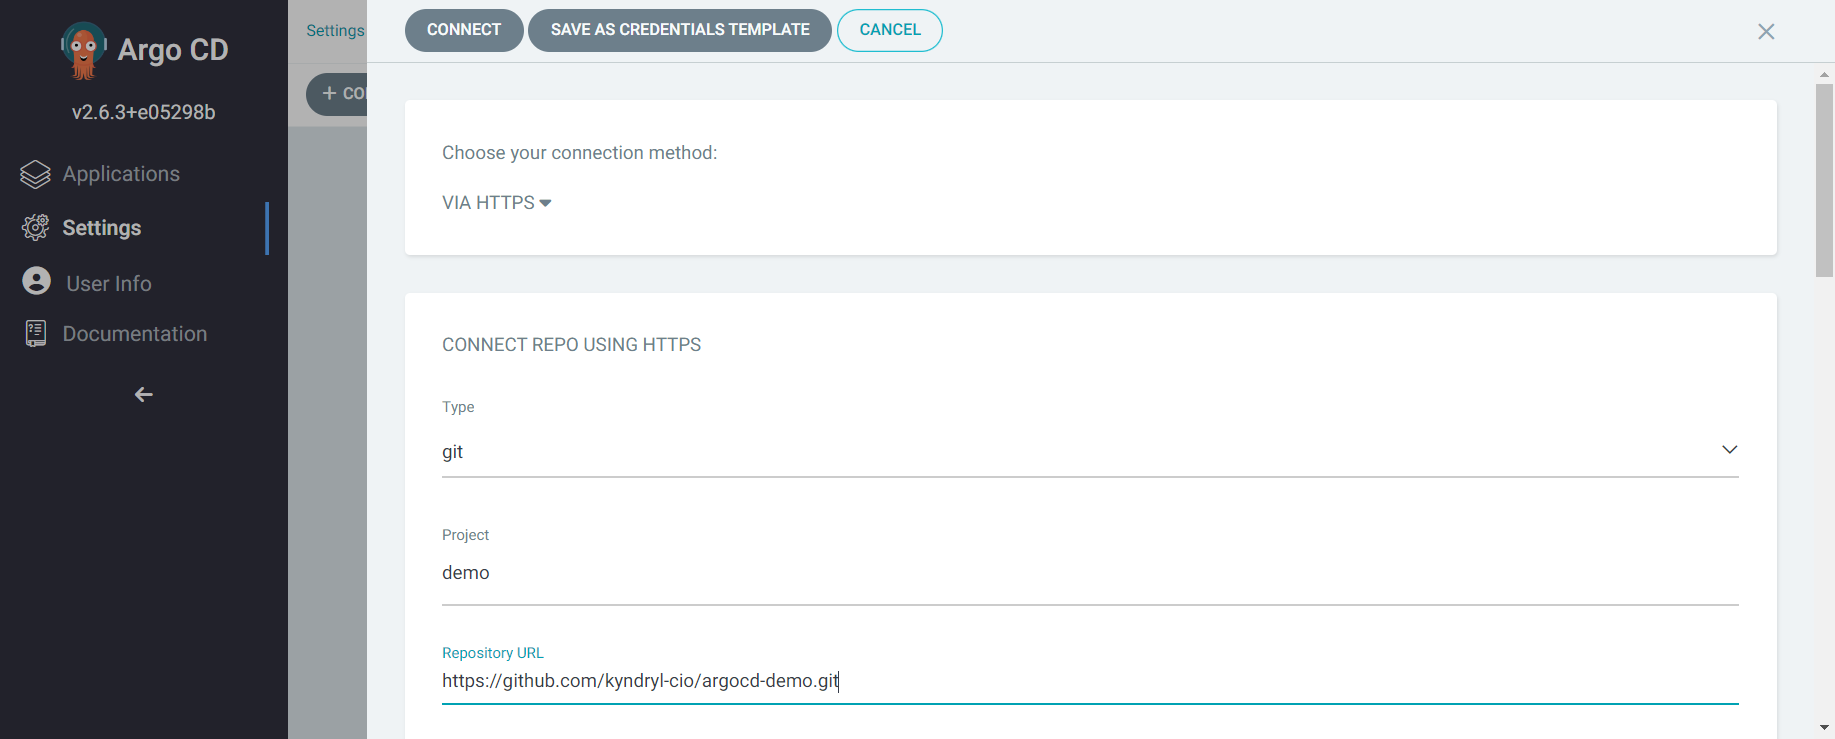 Argo CD
v2.6.3+e05298b
Applications
Settings
User Info
Documentation
Settings
CONNECT
SAVE AS CREDENTIALS TEMPLATE
CANCEL
Choose your connection method:
VIA HTTPS
CONNECT REPO USING HTTPS
Type
git
Project
demo
Repository URL
https://github.com/kyndryl-cio/argocd-demo.git